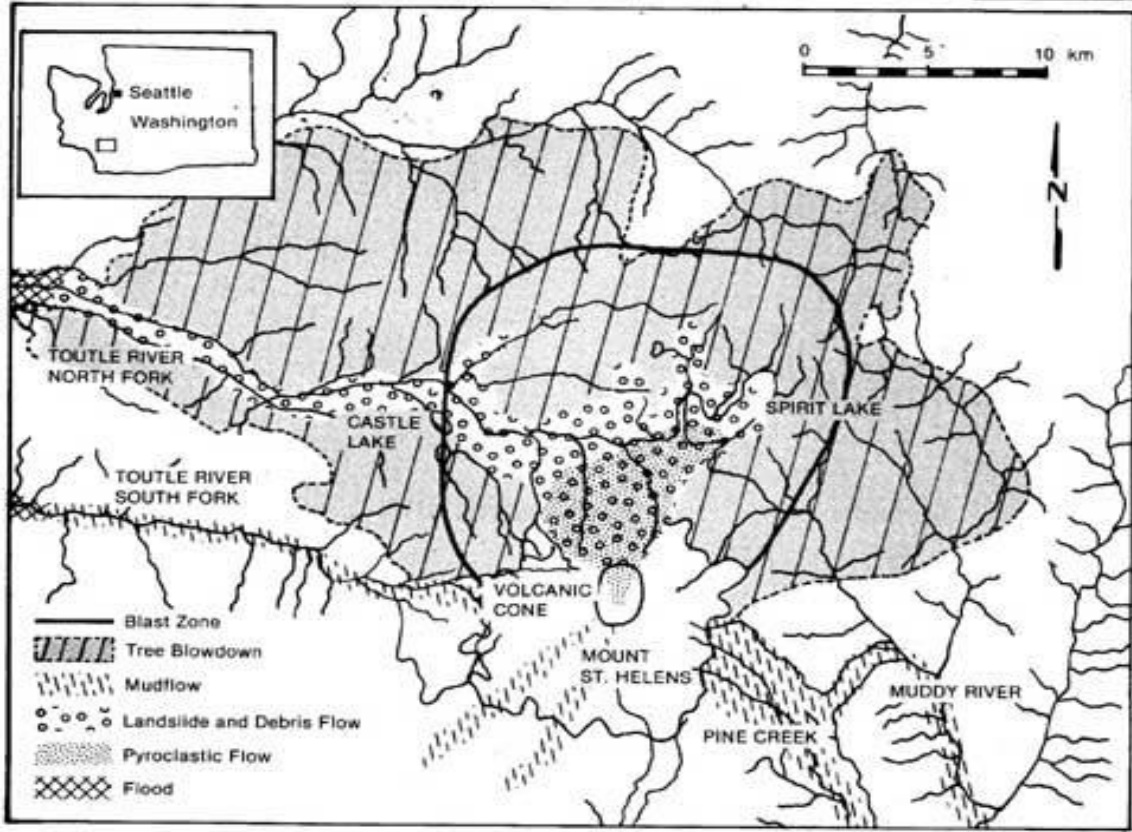 Seattle
Washington
0 5 10 km
N
TOUTLE RIVER
NORTH FORK
CASTLE
LAKE
SPIRIT LAKE
TOUTLE RIVER
SOUTH FORK
VOLCANIC
CONE
MOUNT
ST. HELENS
MUDDY RIVER
PINE CREEK
Blast Zone
Tree Blowdown
Mudflow
Landslide and Debris Flow
Pyroclastic Flow
Flood